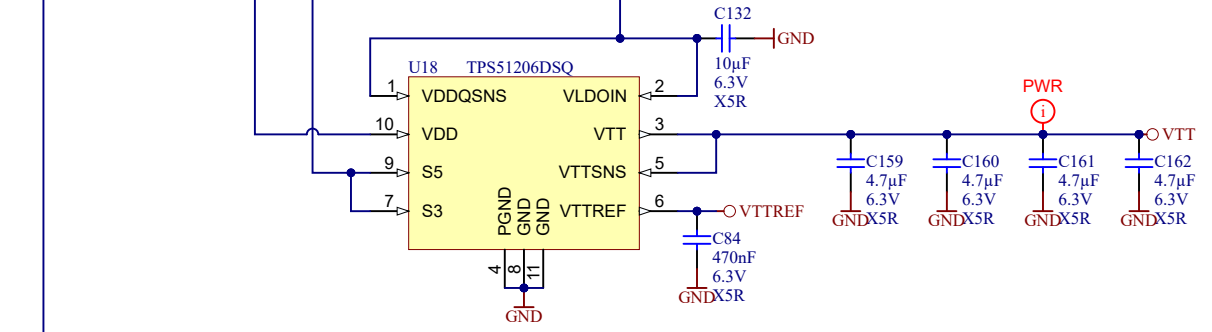 C132
GND
10µF
6.3V
X5R
U18 TPS51206DSQ
1 VDDQSNS VLDOIN 2
10 VDD VTT 3
9 S5 VTTSNS 5
7 S3 VTTREF 6
PGND
GND
GND
4 8 11
GND
VTTREF
C84
470nF
6.3V
X5R
GND
PWR
i
VTT
C159
4.7µF
6.3V
X5R
GND
C160
4.7µF
6.3V
X5R
GND
C161
4.7µF
6.3V
X5R
GND
C162
4.7µF
6.3V
X5R
GND